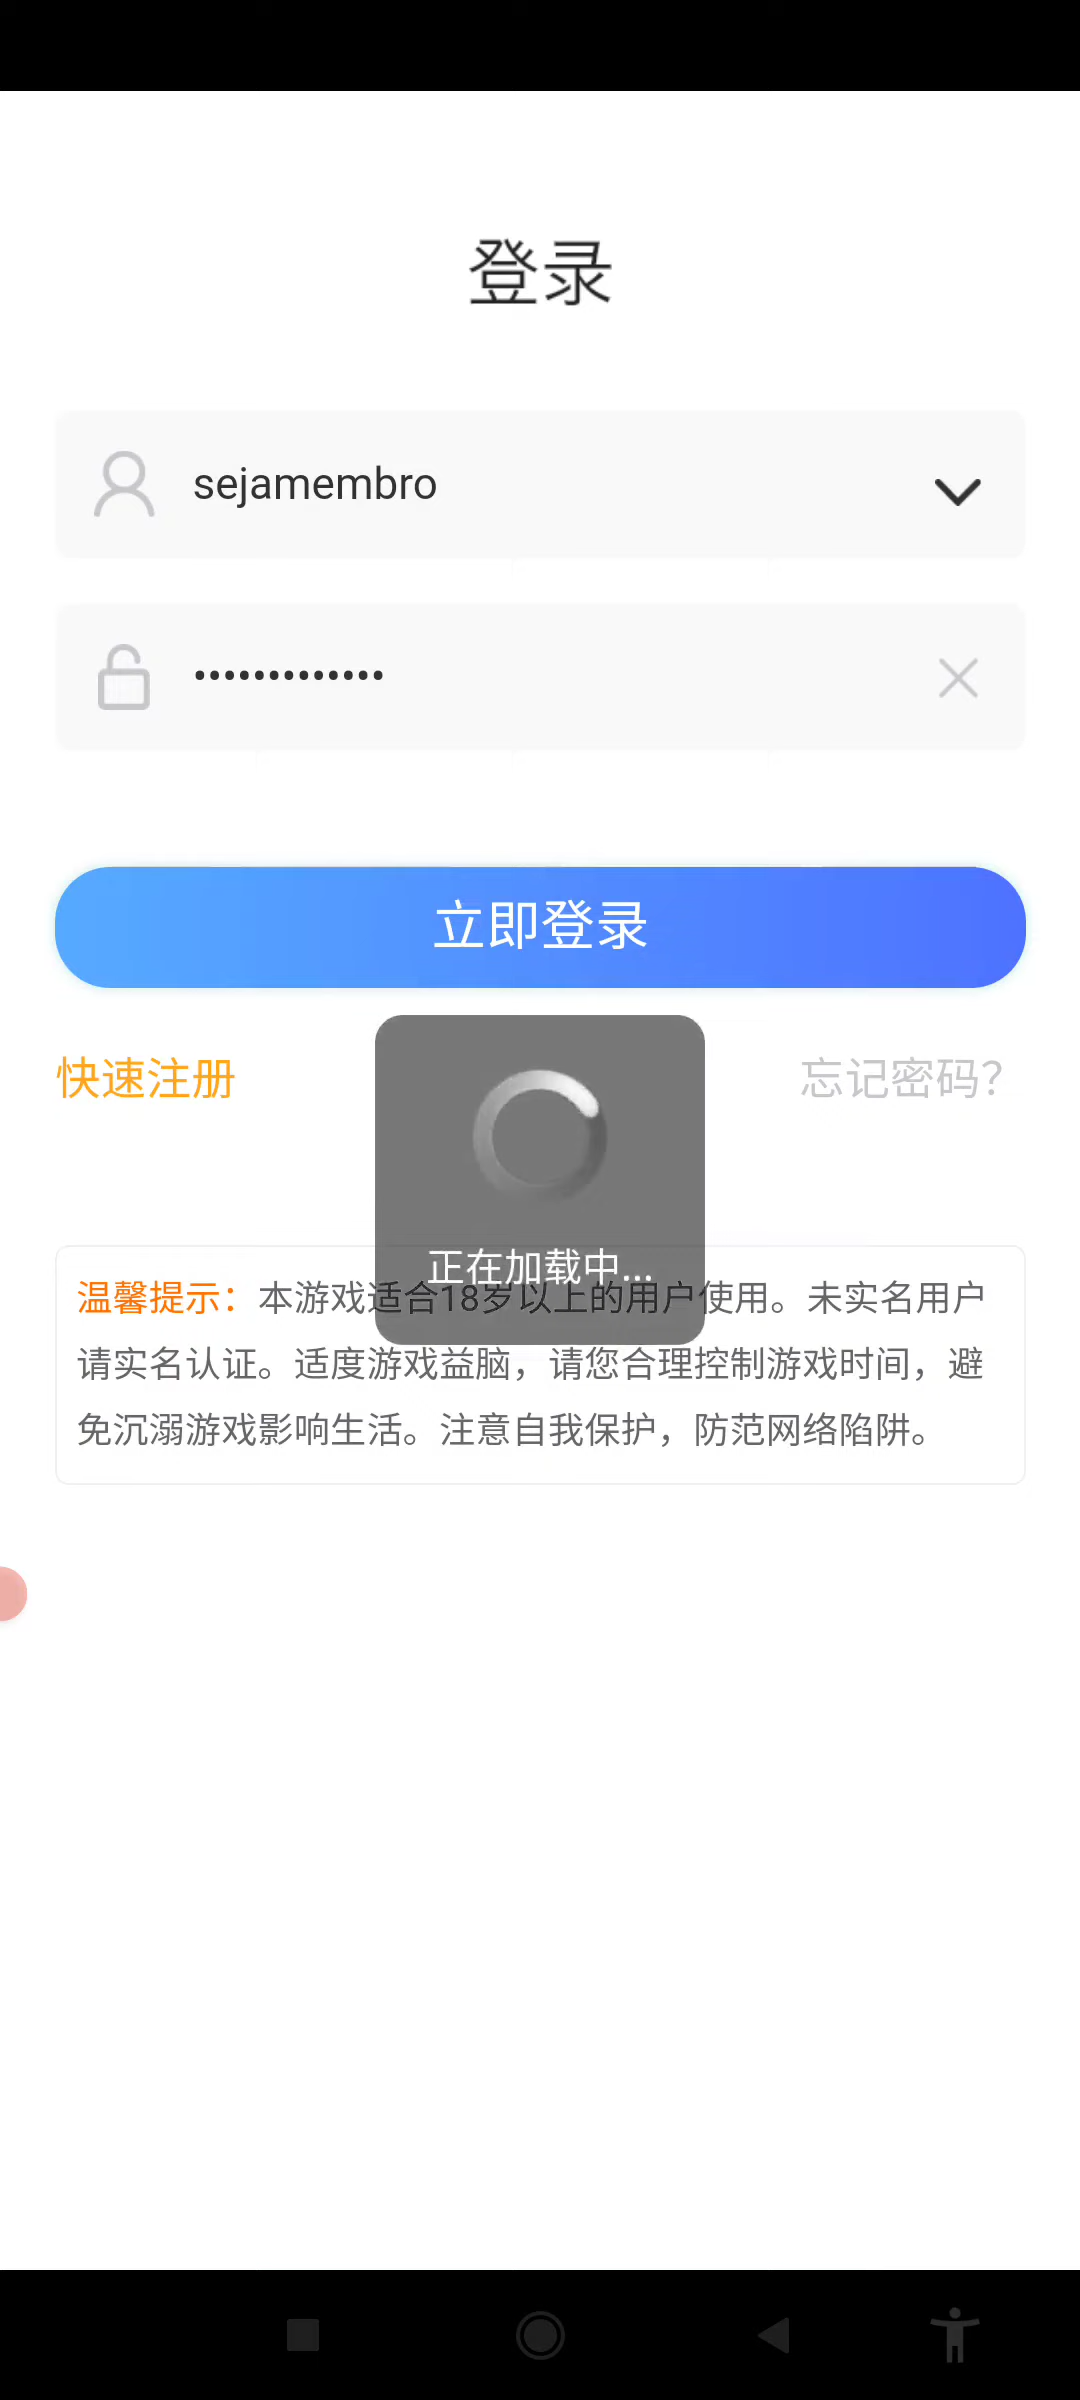 登录
sejamembro
•••••••••••••
立即登录
快速注册
忘记密码?
正在加载中...
温馨提示：本游戏适合18岁以上的用户使用。未实名用户
请实名认证。适度游戏益脑，请您合理控制游戏时间，避
免沉溺游戏影响生活。注意自我保护，防范网络陷阱。